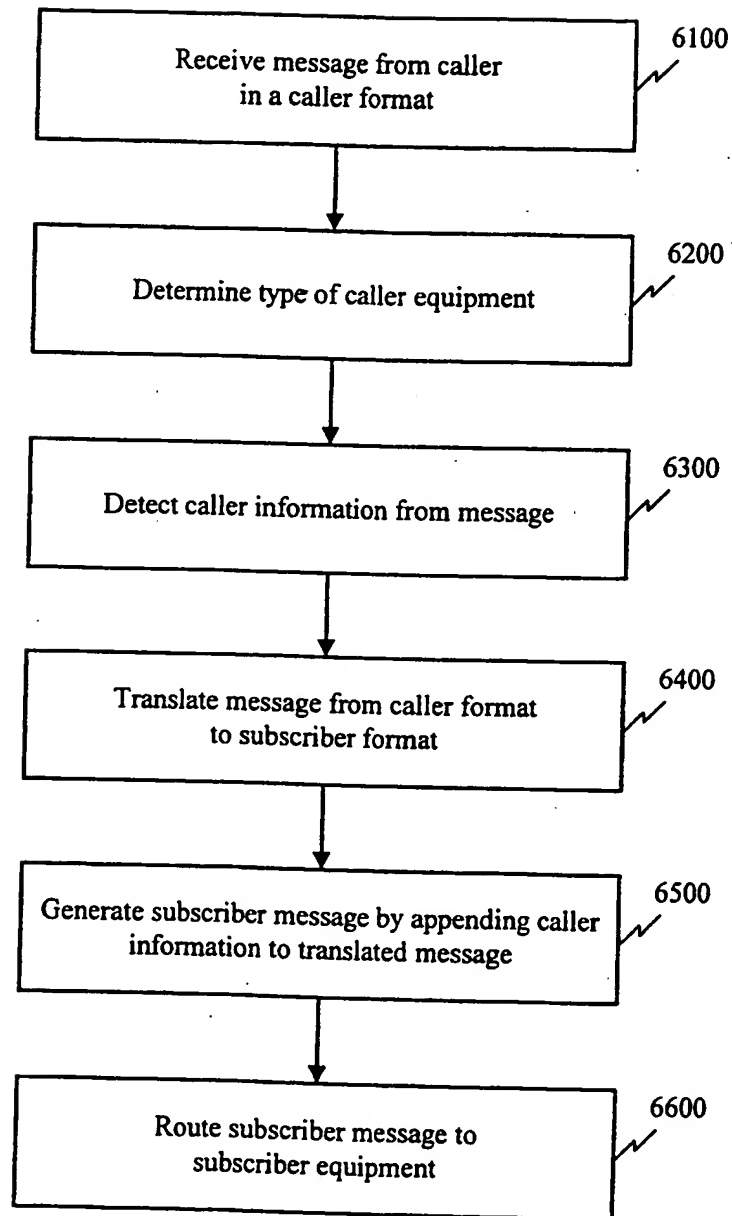 6100
Receive message from caller
in a caller format
6200
Determine type of caller equipment
6300
Detect caller information from message
6400
Translate message from caller format
to subscriber format
6500
Generate subscriber message by appending caller
information to translated message
6600
Route subscriber message to
subscriber equipment